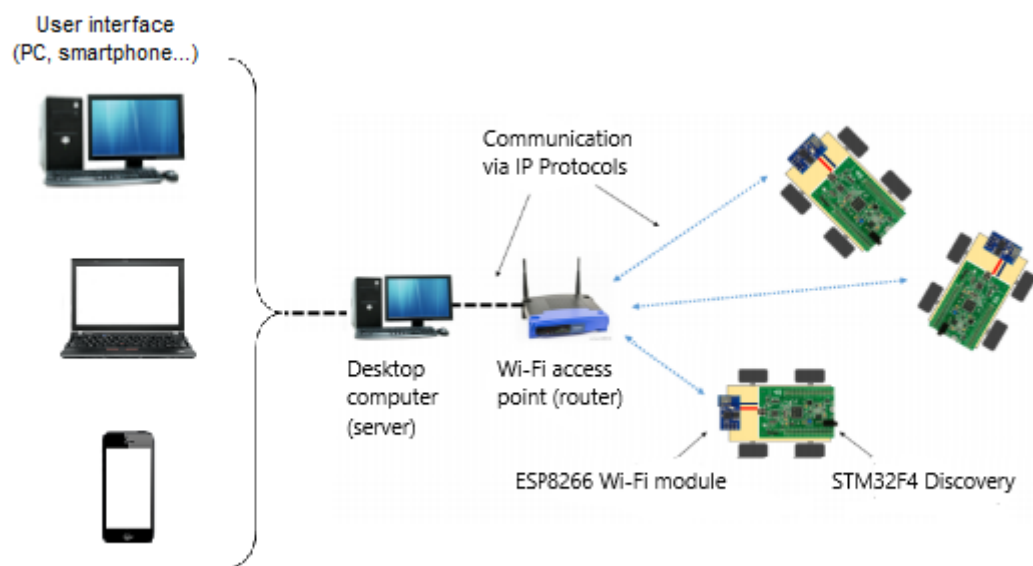 User interface
(PC, smartphone...)
Communication
via IP Protocols
Desktop
computer
(server)
Wi-Fi access
point (router)
ESP8266 Wi-Fi module
STM32F4 Discovery